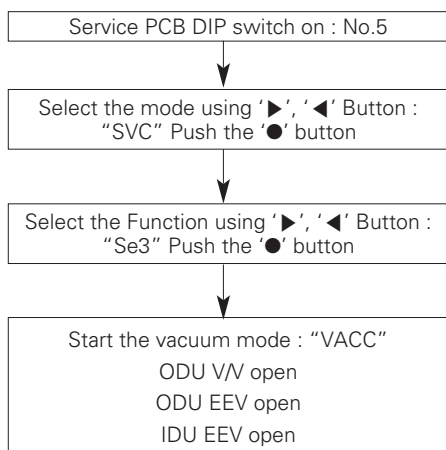 Service PCB DIP switch on : No.5
Select the mode using ‘▶’, ‘◀’ Button :
“SVC” Push the ‘●’ button
Select the Function using ‘▶’, ‘◀’ Button :
“Se3” Push the ‘●’ button
Start the vacuum mode : “VACC”
ODU V/V open
ODU EEV open
IDU EEV open